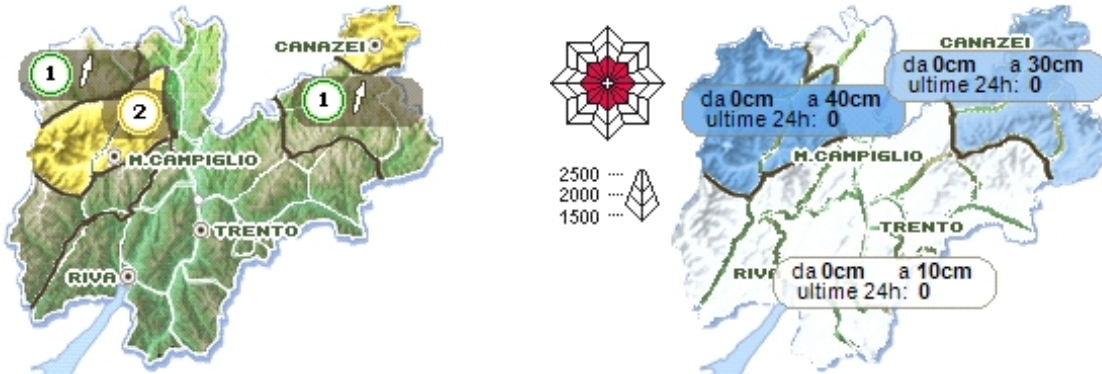 CANAZEI
1
1
2
M.CAMPIGLIO
TRENTO
RIVA
2500
2000
1500
CANAZEI
da 0cm a 30cm
ultime 24h: 0
da 0cm a 40cm
ultime 24h: 0
M.CAMPIGLIO
TRENTO
RIVA
da 0cm a 10cm
ultime 24h: 0